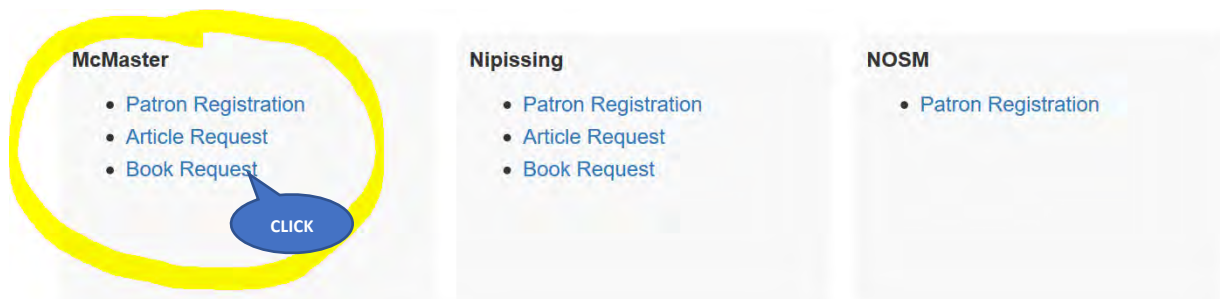 McMaster
Patron Registration
Article Request
Book Request
CLICK
Nipissing
Patron Registration
Article Request
Book Request
NOSM
Patron Registration